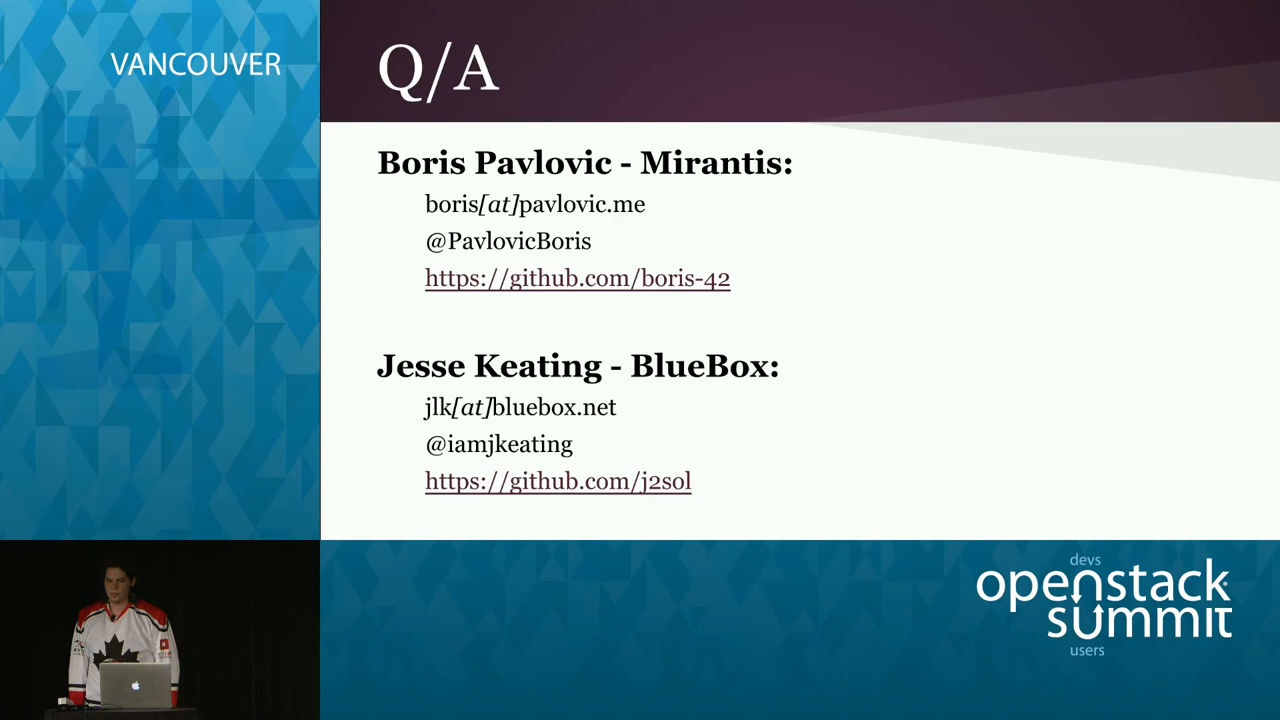 VANCOUVER
Q/A
Boris Pavlovic - Mirantis:
boris[at]pavlovic.me
@PavlovicBoris
https://github.com/boris-42
Jesse Keating - BlueBox:
jlk[at]bluebox.net
@iamjkeating
https://github.com/j2sol
devs
openstack
summit
users